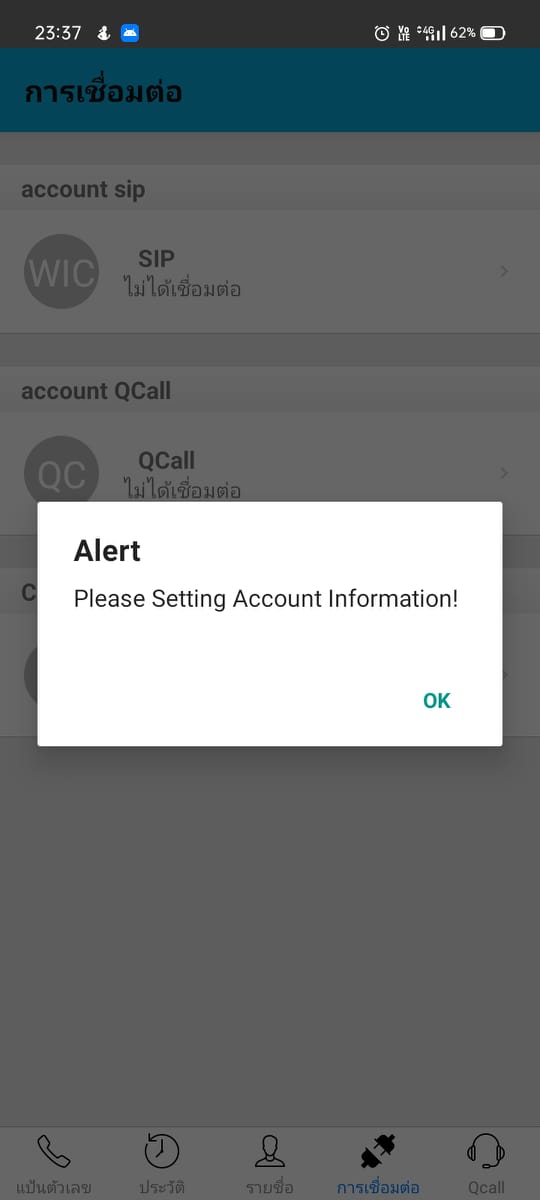 23:37
Vo LTE 4G 62%
การเชื่อมต่อ
account sip
WIC
SIP
ไม่ได้เชื่อมต่อ
account QCall
QC
QCall
ไม่ได้เชื่อมต่อ
C
Alert
Please Setting Account Information!
OK
แป้นตัวเลข
ประวัติ
รายชื่อ
การเชื่อมต่อ
Qcall